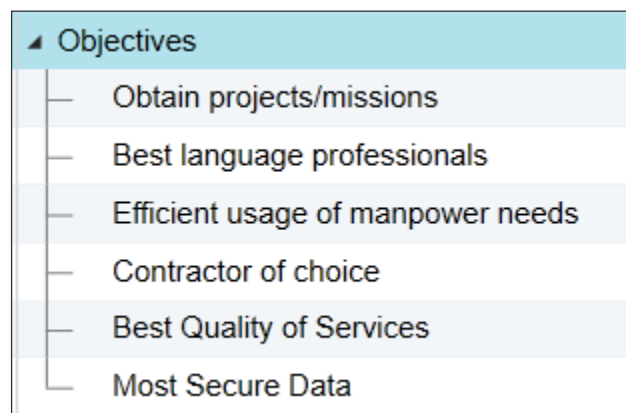 Objectives
Obtain projects/missions
Best language professionals
Efficient usage of manpower needs
Contractor of choice
Best Quality of Services
Most Secure Data